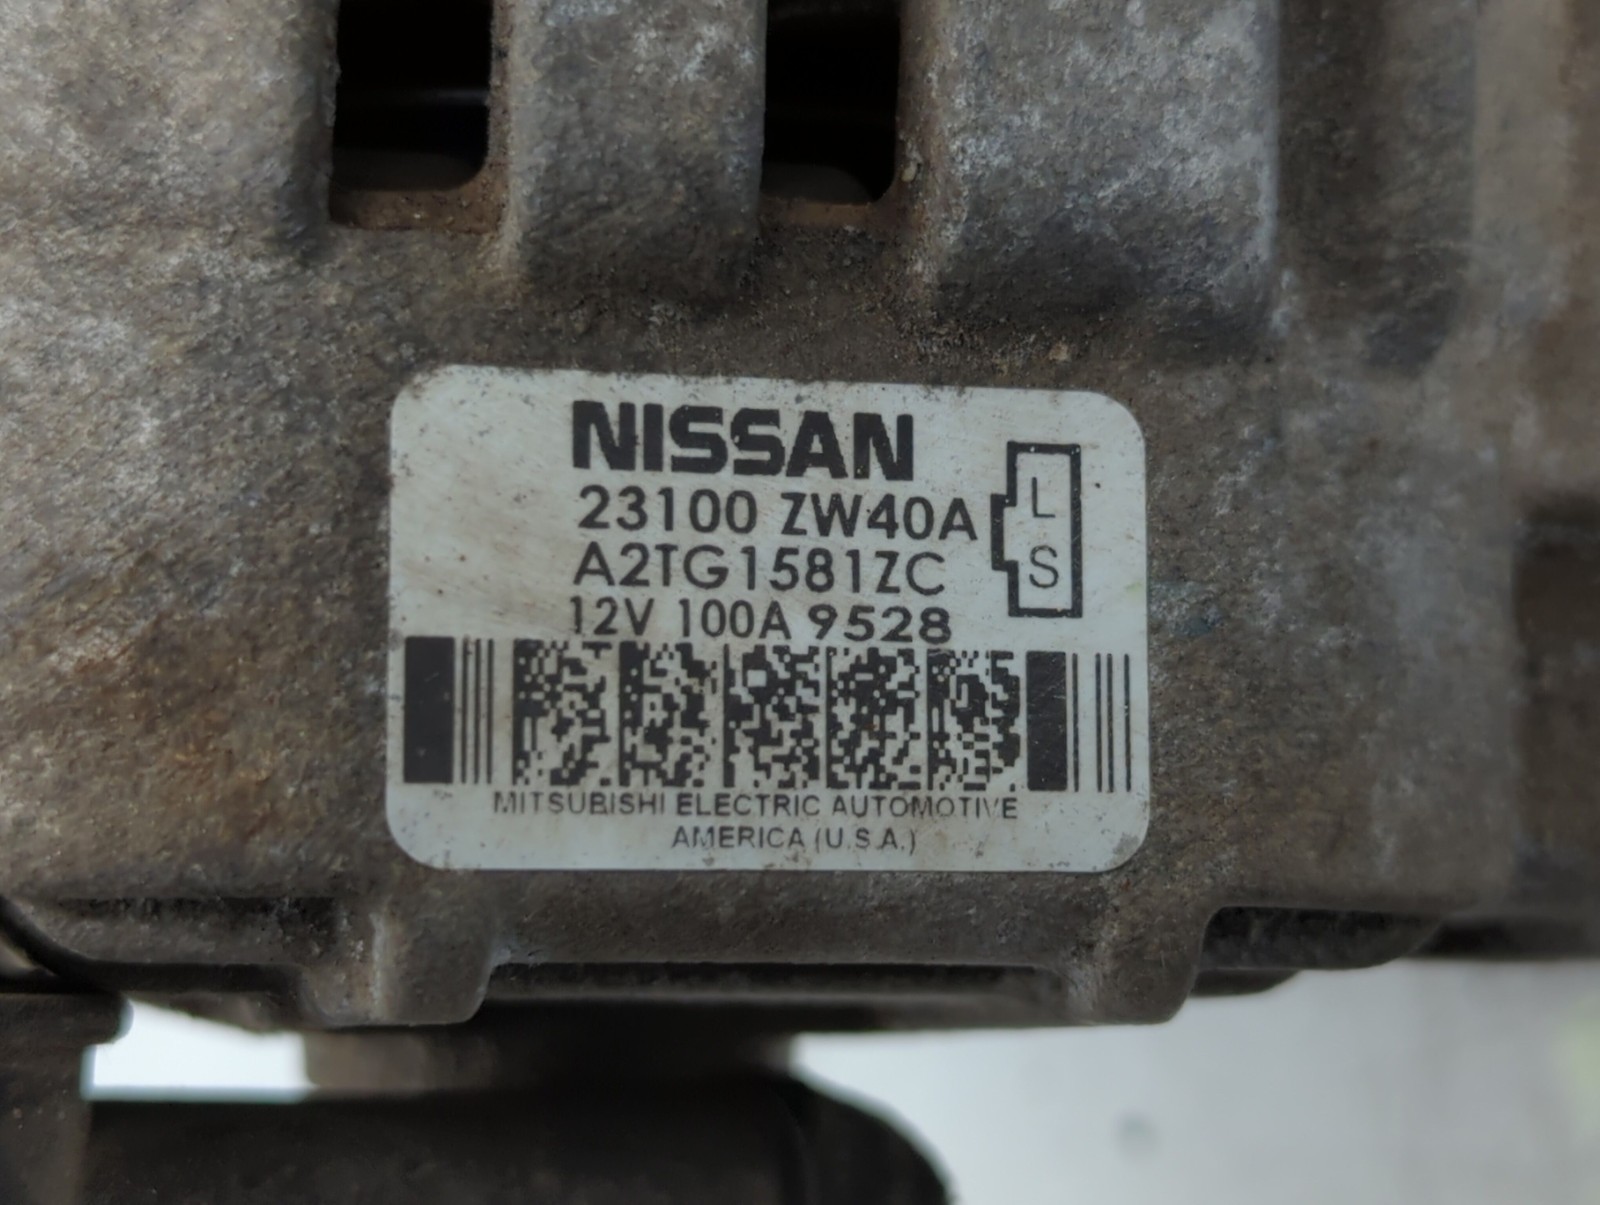 NISSAN
23100 ZW40A
A2TG1581ZC
12V 100A 9528
L
S
MITSUBISHI ELECTRIC AUTOMOTIVE
AMERICA (U.S.A.)